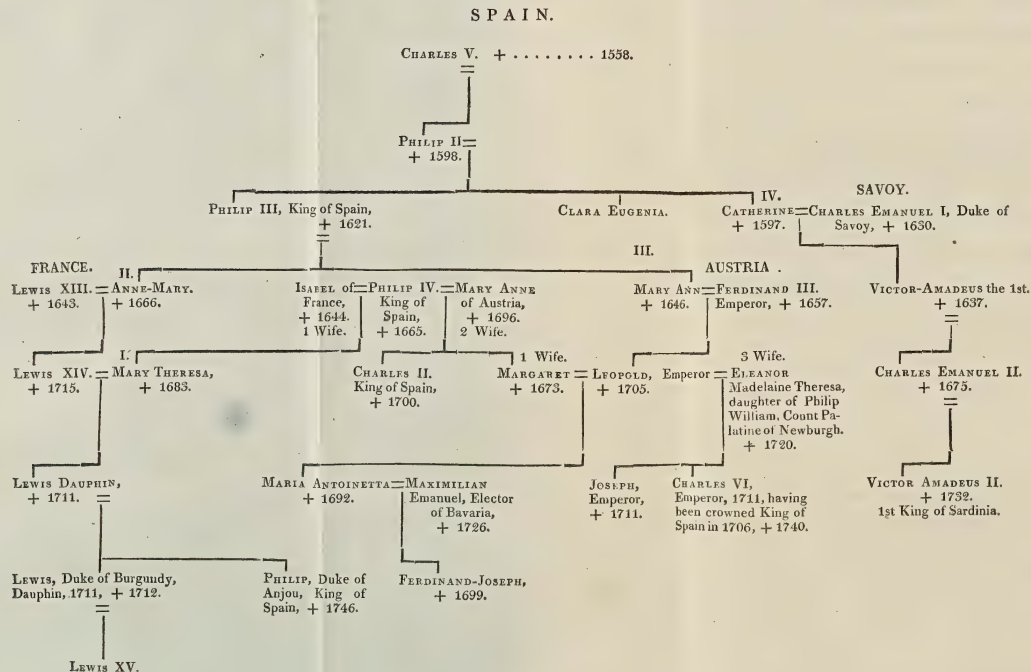 SPAIN.
CHARLES V. + ........ 1558.
=
PHILIP II=
+ 1598.
PHILIP III, King of Spain,
+ 1621.
=
CLARA EUGENIA.
IV.
SAVOY.
CATHERINE=CHARLES EMANUEL I, Duke of
+ 1597. Savoy, + 1630.
FRANCE.
II.
III.
AUSTRIA.
LEWIS XIII. = ANNE-MARY.
+ 1643. + 1666.
ISABEL of=PHILIP IV.=MARY ANNE
France, King of of Austria,
+ 1644. Spain, + 1696.
1 Wife. + 1665. 2 Wife.
MARY ANN=FERDINAND III.
+ 1646. Emperor, + 1657.
VICTOR-AMADEUS the 1st.
+ 1637.
=
I.
LEWIS XIV. = MARY THERESA,
+ 1715. + 1683.
CHARLES II.
King of Spain,
+ 1700.
1 Wife. 3 Wife.
MARGARET = LEOPOLD, Emperor = ELEANOR
+ 1673. + 1705. Madelaine Theresa,
daughter of Philip
William, Count Pa-
latine of Newburgh.
+ 1720.
CHARLES EMANUEL II.
+ 1675.
=
LEWIS DAUPHIN,
+ 1711. =
MARIA ANTOINETTA=MAXIMILIAN
+ 1692. Emanuel, Elector
of Bavaria,
+ 1726.
JOSEPH,
Emperor,
+ 1711.
CHARLES VI,
Emperor, 1711, having
been crowned King of
Spain in 1706, + 1740.
VICTOR AMADEUS II.
+ 1732.
1st King of Sardinia.
LEWIS, Duke of Burgundy,
Dauphin, 1711, + 1712.
=
PHILIP, Duke of
Anjou, King of
Spain, + 1746.
FERDINAND-JOSEPH,
+ 1699.
LEWIS XV.